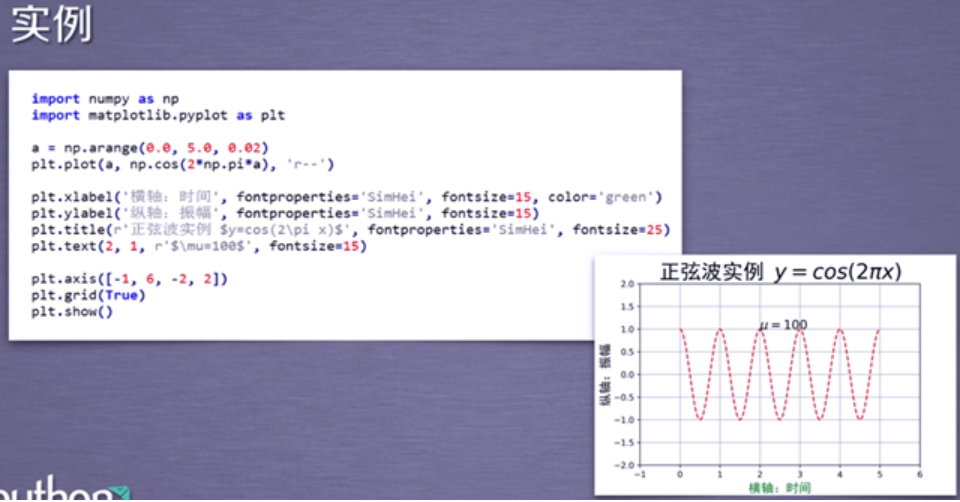 实例
import numpy as np
import matplotlib.pyplot as plt
a = np.arange(0.0, 5.0, 0.02)
plt.plot(a, np.cos(2*np.pi*a), 'r--')
plt.xlabel('横轴: 时间', fontproperties='SimHei', fontsize=15, color='green')
plt.ylabel('纵轴: 振幅', fontproperties='SimHei', fontsize=15)
plt.title(r'正弦波实例 $y=cos(2\pi x)$', fontproperties='SimHei', fontsize=25)
plt.text(2, 1, r'$\mu=100$', fontsize=15)
plt.axis([-1, 6, -2, 2])
plt.grid(True)
plt.show()
正弦波实例 y = cos(2πx)
2.0
1.5
1.0
0.5
0.0
−0.5
−1.0
−1.5
−2.0
μ = 100
纵轴: 振幅
−1 0 1 2 3 4 5 6
横轴: 时间
python